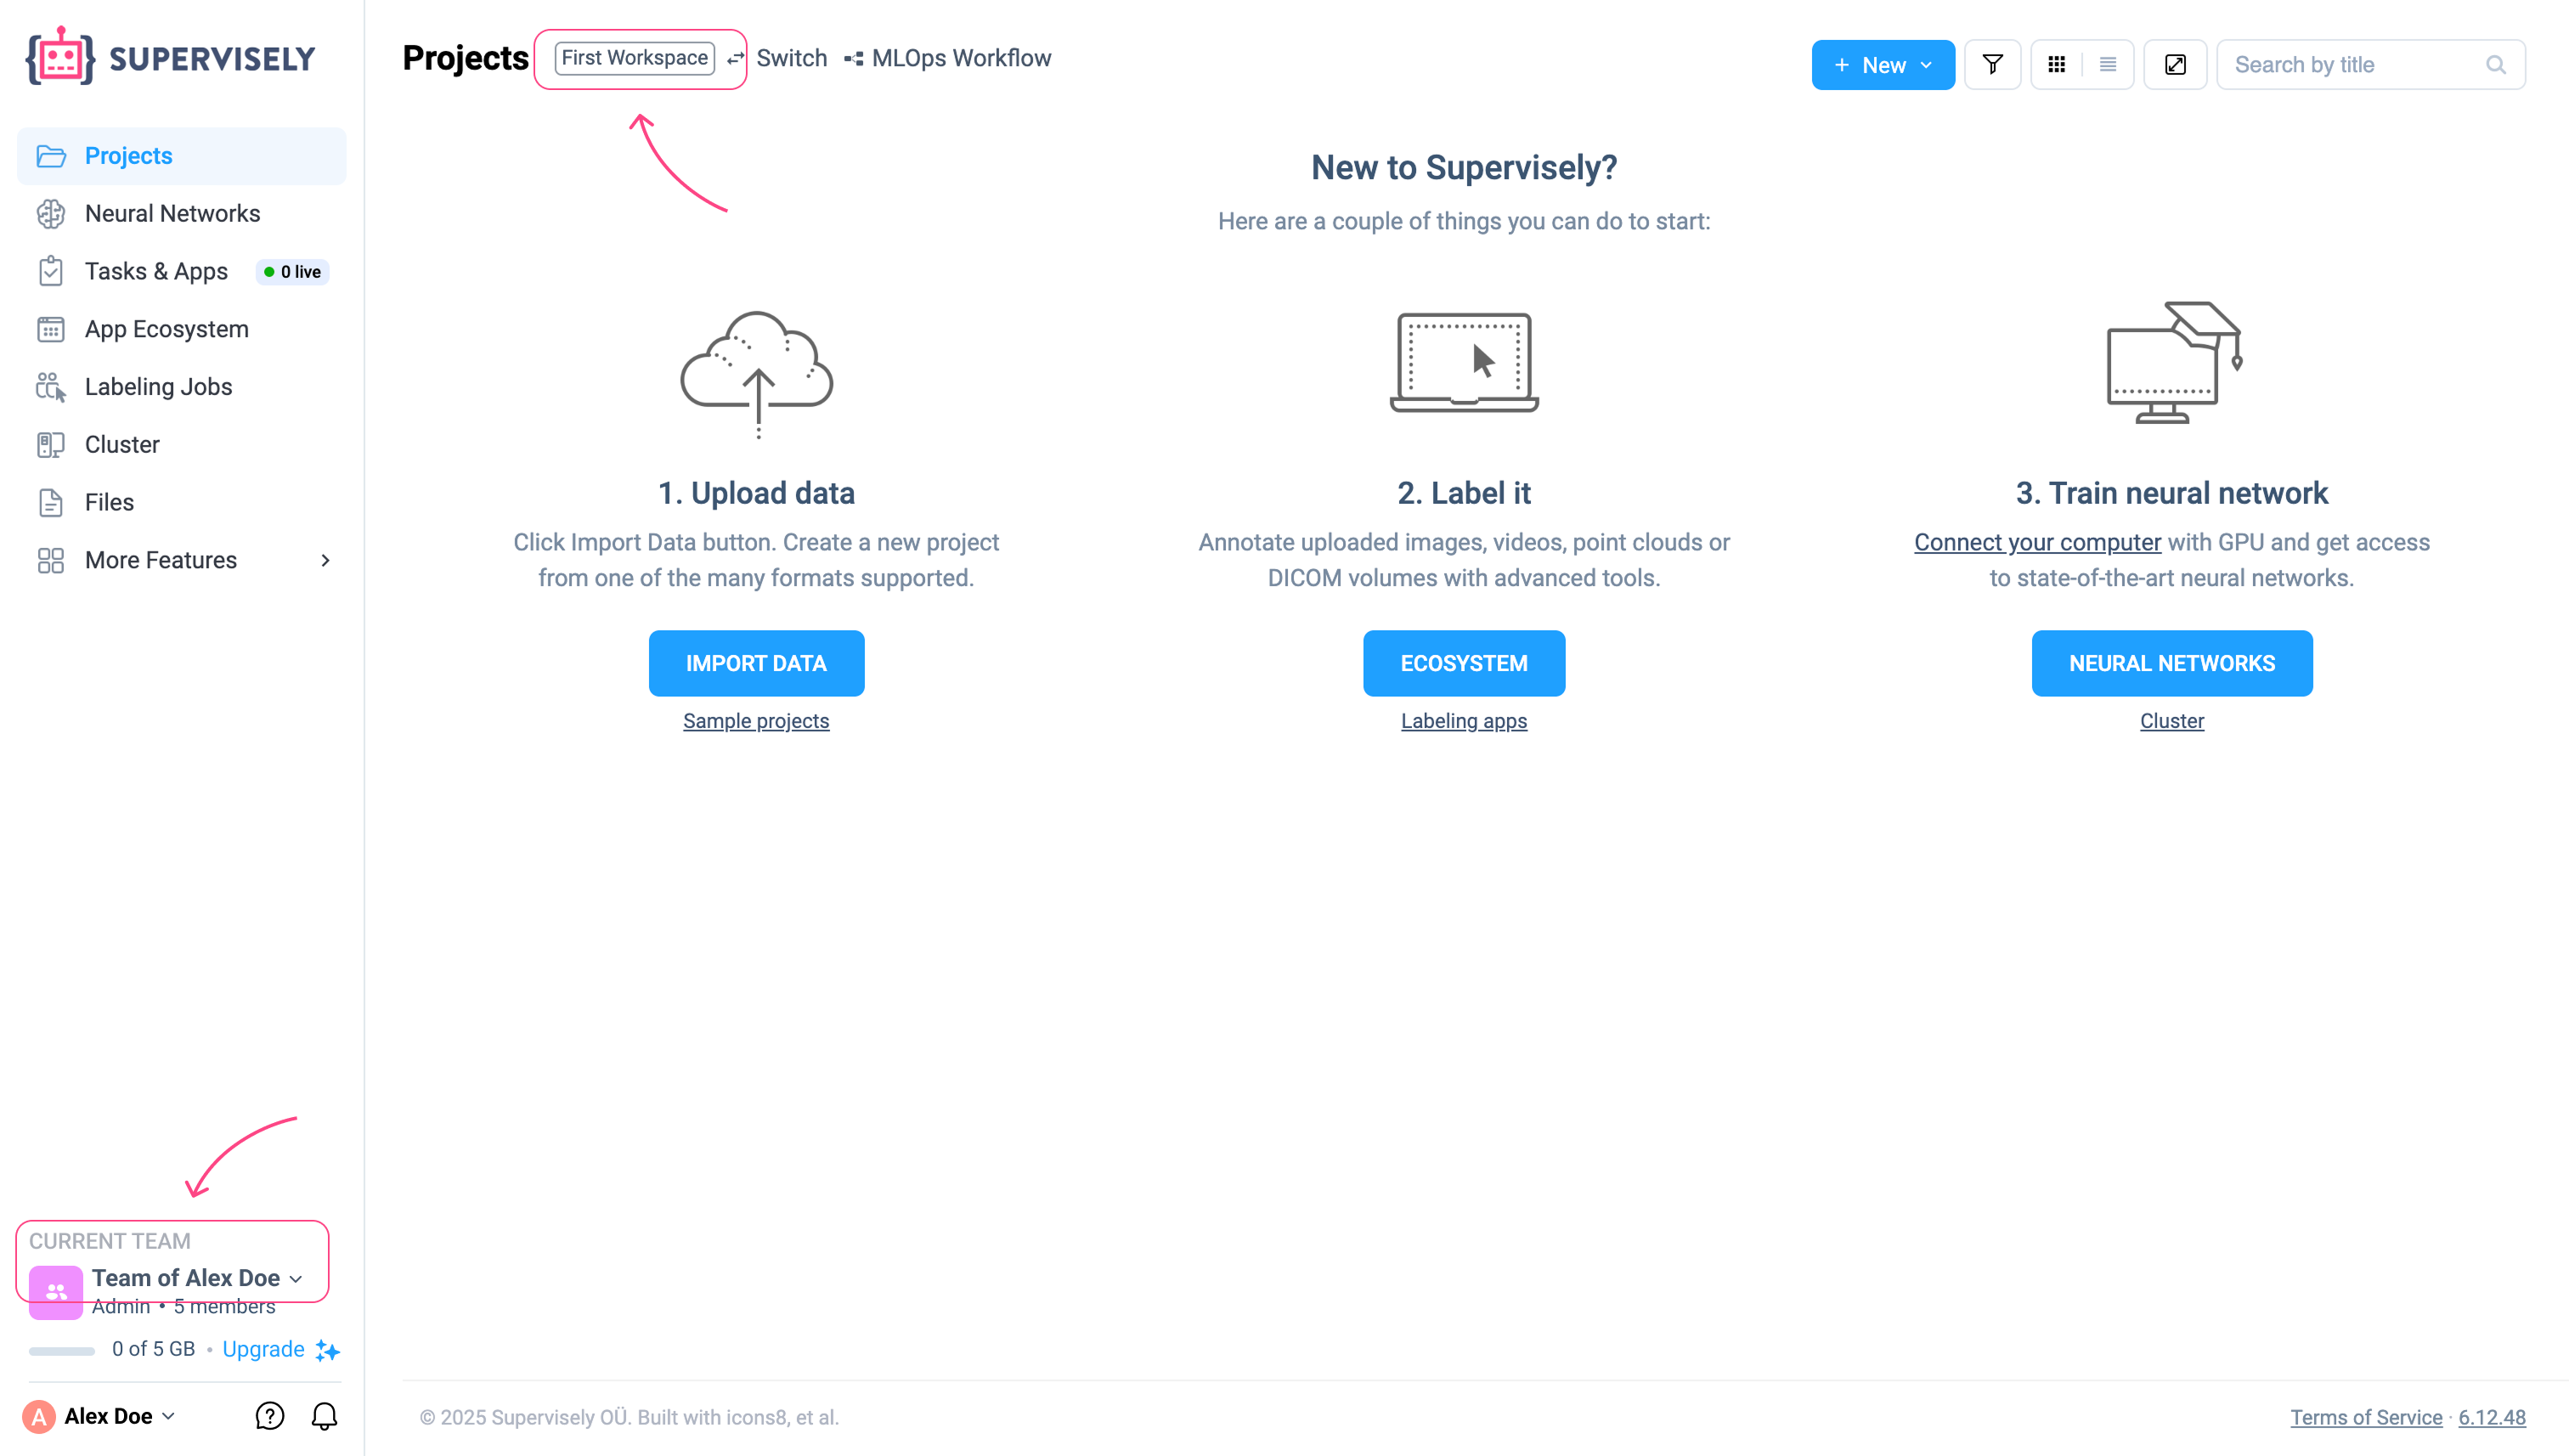 SUPERVISELY
Projects
Neural Networks
Tasks & Apps 0 live
App Ecosystem
Labeling Jobs
Cluster
Files
More Features
CURRENT TEAM
Team of Alex Doe
Admin • 5 members
0 of 5 GB • Upgrade
A Alex Doe
Projects First Workspace Switch MLOps Workflow
+ New
Search by title
New to Supervisely?
Here are a couple of things you can do to start:
1. Upload data
Click Import Data button. Create a new project
from one of the many formats supported.
IMPORT DATA
Sample projects
2. Label it
Annotate uploaded images, videos, point clouds or
DICOM volumes with advanced tools.
ECOSYSTEM
Labeling apps
3. Train neural network
Connect your computer with GPU and get access
to state-of-the-art neural networks.
NEURAL NETWORKS
Cluster
© 2025 Supervisely OÜ. Built with icons8, et al.
Terms of Service · 6.12.48